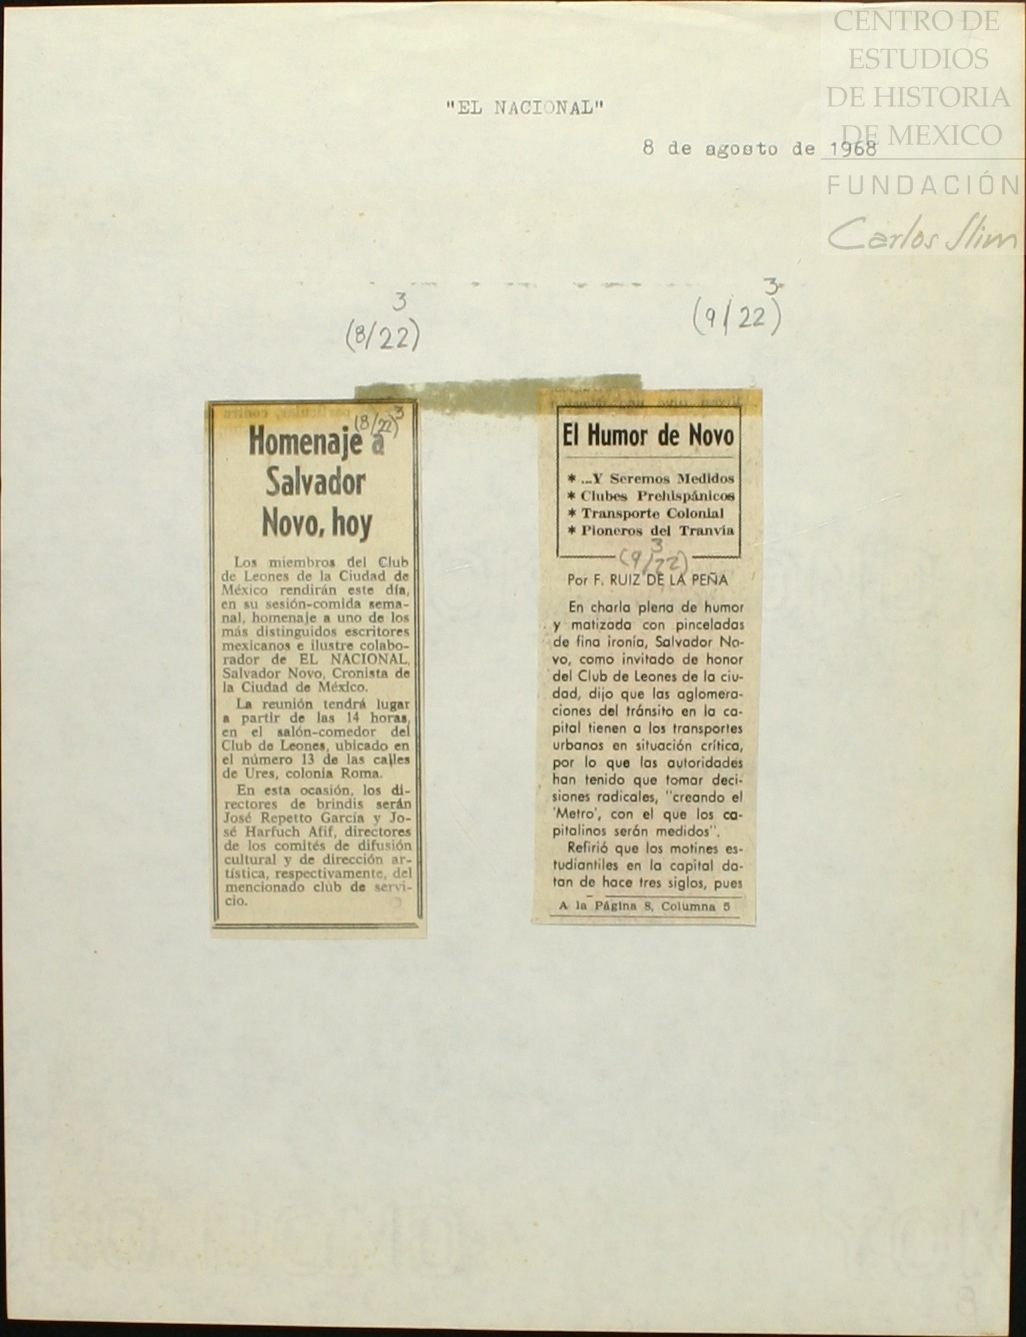 CENTRO DE
ESTUDIOS
DE HISTORIA
DE MEXICO
FUNDACIÓN
Carlos Slim
"EL NACIONAL"
8 de agosto de 1968
3
(8/22)
3
(9/22)
(8/22)3
Homenaje a
Salvador
Novo, hoy
Los miembros del Club
de Leones de la Ciudad de
México rendirán este día,
en su sesión-comida sema-
nal, homenaje a uno de los
más distinguidos escritores
mexicanos e ilustre colabo-
rador de EL NACIONAL,
Salvador Novo, Cronista de
la Ciudad de México.
La reunión tendrá lugar
a partir de las 14 horas,
en el salón-comedor del
Club de Leones, ubicado en
el número 13 de las calles
de Ures, colonia Roma.
En esta ocasión, los di-
rectores de brindis serán
José Repetto García y Jo-
sé Harfuch Afif, directores
de los comités de difusión
cultural y de dirección ar-
tística, respectivamente, del
mencionado club de servi-
cio.
El Humor de Novo
* ...Y Seremos Medidos
* Clubes Prehispánicos
* Transporte Colonial
* Pioneros del Tranvía
3
(9/22)
Por F. RUIZ DE LA PEÑA
En charla plena de humor
y matizada con pinceladas
de fina ironía, Salvador No-
vo, como invitado de honor
del Club de Leones de la ciu-
dad, dijo que las aglomera-
ciones del tránsito en la ca-
pital tienen a los transportes
urbanos en situación crítica,
por lo que las autoridades
han tenido que tomar deci-
siones radicales, "creando el
'Metro', con el que los ca-
pitalinos serán medidos".
Refirió que los motines es-
tudiantiles en la capital da-
tan de hace tres siglos, pues
A la Página 8, Columna 5
8